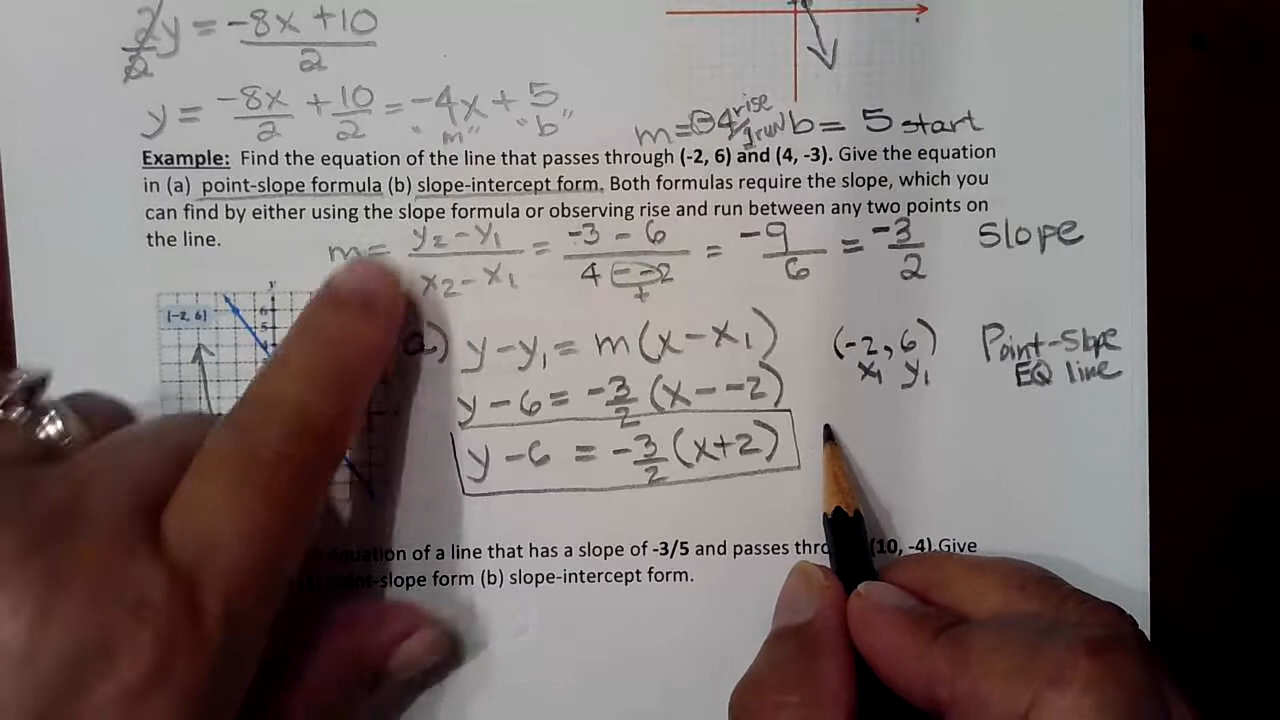 2y = -8x + 10
2 2
y = -8x/2 + 10/2 = -4x + 5
"m" "b"
m = -4 rise/1 run b = 5 start
Example: Find the equation of the line that passes through (-2, 6) and (4, -3). Give the equation
in (a) point-slope formula (b) slope-intercept form. Both formulas require the slope, which you
can find by either using the slope formula or observing rise and run between any two points on
the line.
m = y₂ - y₁ / x₂ - x₁ = -3 - 6 / 4 - -2 = -9/6 = -3/2 Slope
+
y
(-2, 6)
6
5
a) y - y₁ = m(x - x₁) (-2, 6) Point-Slope
x₁ y₁ EQ line
y - 6 = -3/2 (x - -2)
y - 6 = -3/2 (x + 2)
equation of a line that has a slope of -3/5 and passes thro (10, -4). Give
point-slope form (b) slope-intercept form.